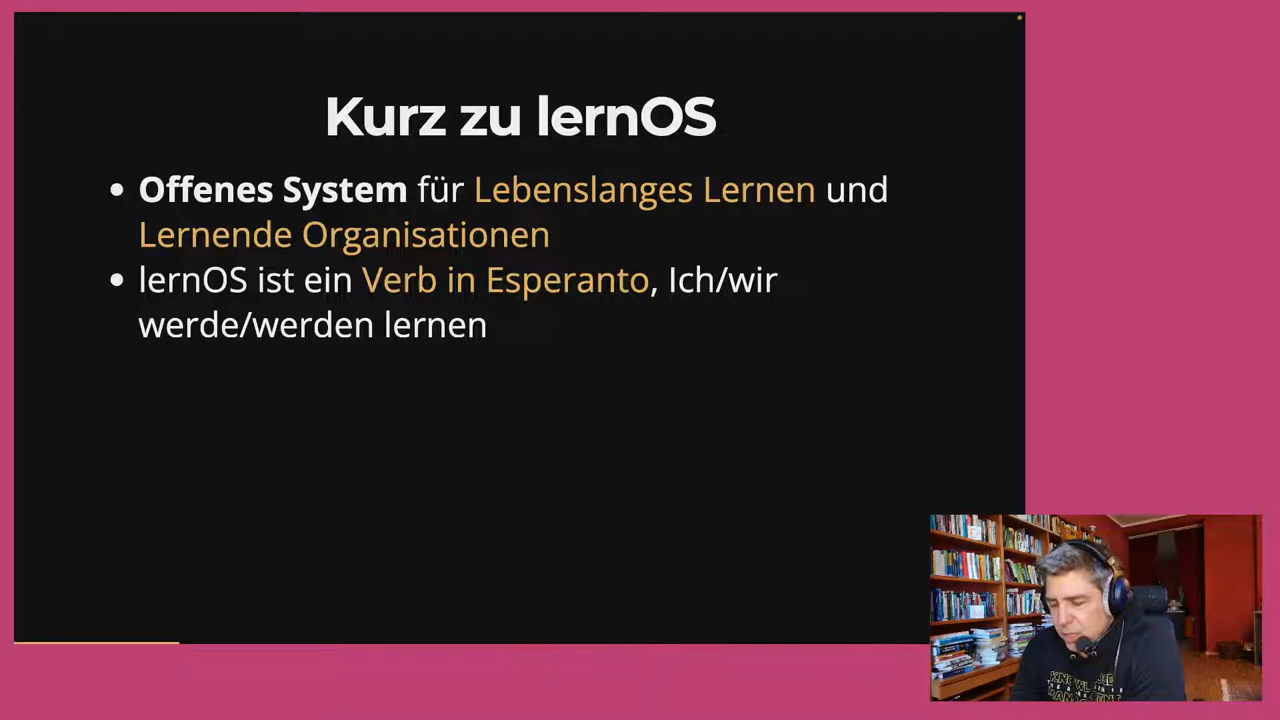 Kurz zu lernOS
Offenes System für Lebenslanges Lernen und
Lernende Organisationen
lernOS ist ein Verb in Esperanto, Ich/wir
werde/werden lernen